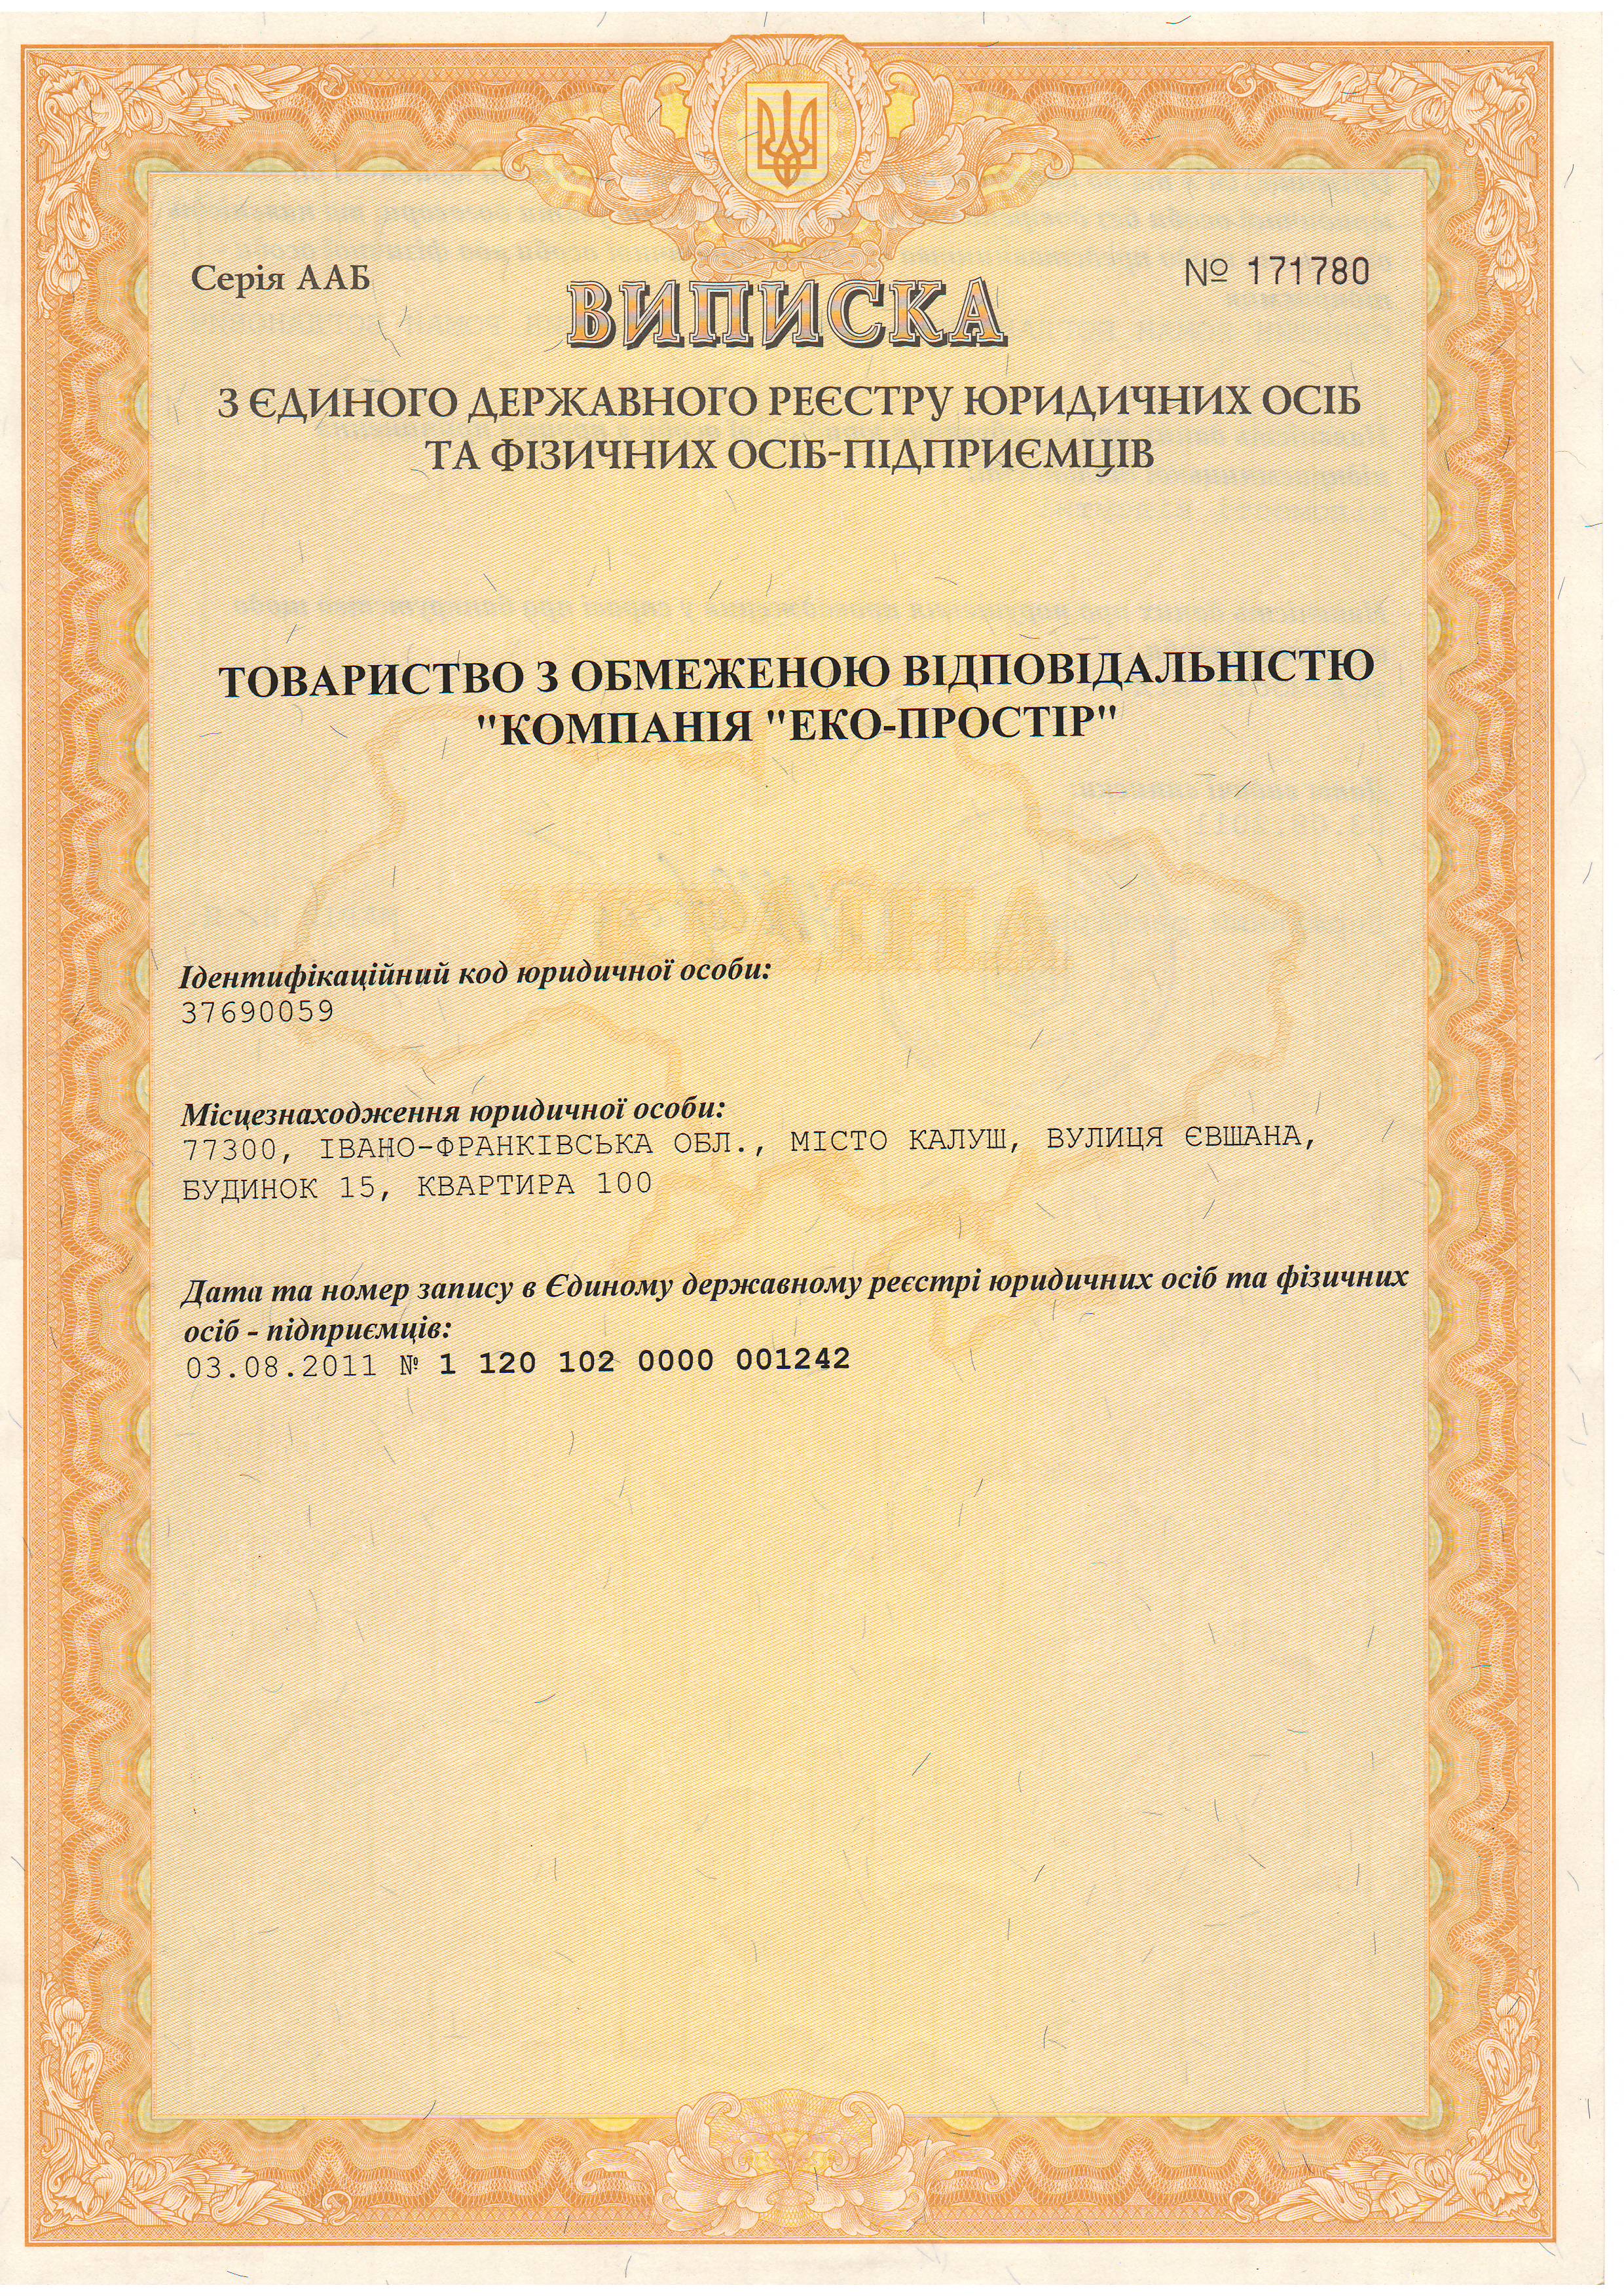 Серія ААБ
№ 171780
ВИПИСКА
З ЄДИНОГО ДЕРЖАВНОГО РЕЄСТРУ ЮРИДИЧНИХ ОСІБ
ТА ФІЗИЧНИХ ОСІБ-ПІДПРИЄМЦІВ
ТОВАРИСТВО З ОБМЕЖЕНОЮ ВІДПОВІДАЛЬНІСТЮ
"КОМПАНІЯ "ЕКО-ПРОСТІР"
УКРАЇНА
Ідентифікаційний код юридичної особи:
37690059
Місцезнаходження юридичної особи:
77300, ІВАНО-ФРАНКІВСЬКА ОБЛ., МІСТО КАЛУШ, ВУЛИЦЯ ЄВШАНА,
БУДИНОК 15, КВАРТИРА 100
Дата та номер запису в Єдиному державному реєстрі юридичних осіб та фізичних
осіб - підприємців:
03.08.2011 № 1 120 102 0000 001242